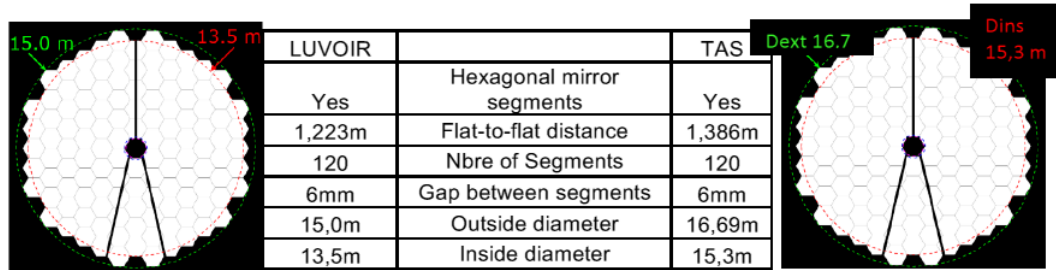 15.0 m
13.5 m
LUVOIR TAS
Yes Hexagonal mirror segments Yes
1,223m Flat-to-flat distance 1,386m
120 Nbre of Segments 120
6mm Gap between segments 6mm
15,0m Outside diameter 16,69m
13,5m Inside diameter 15,3m
Dext 16.7
Dins
15,3 m